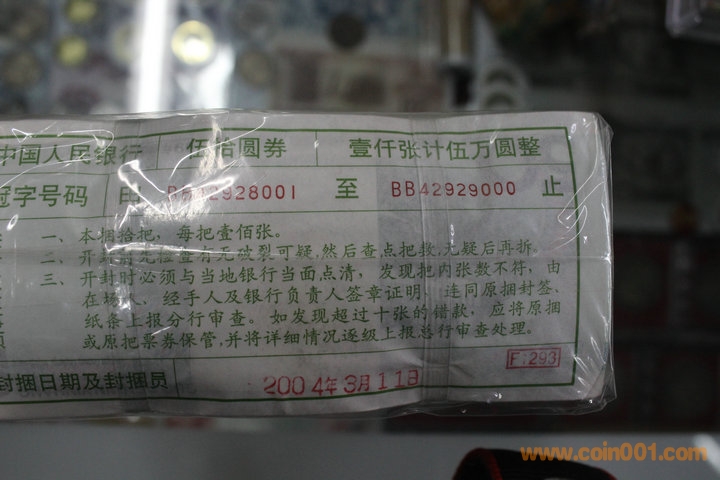 中国人民银行 伍拾圆券 壹仟张计伍万圆整
冠字号码 由 BB42928001 至 BB42929000 止
一、本捆拾把，每把壹佰张。
二、开封前先检查有无破裂可疑，然后查点把数，无疑后再拆。
三、开封时必须与当地银行当面点清，发现把内张数不符，由
在场人、经手人及银行负责人签章证明，连同原捆封签、
纸条上报分行审查。如发现超过十张的错款，应将原捆
或原把票券保管，并将详细情况逐级上报总行审查处理。
F:293
封捆日期及封捆员 2004年3月11日
www.coin001.com